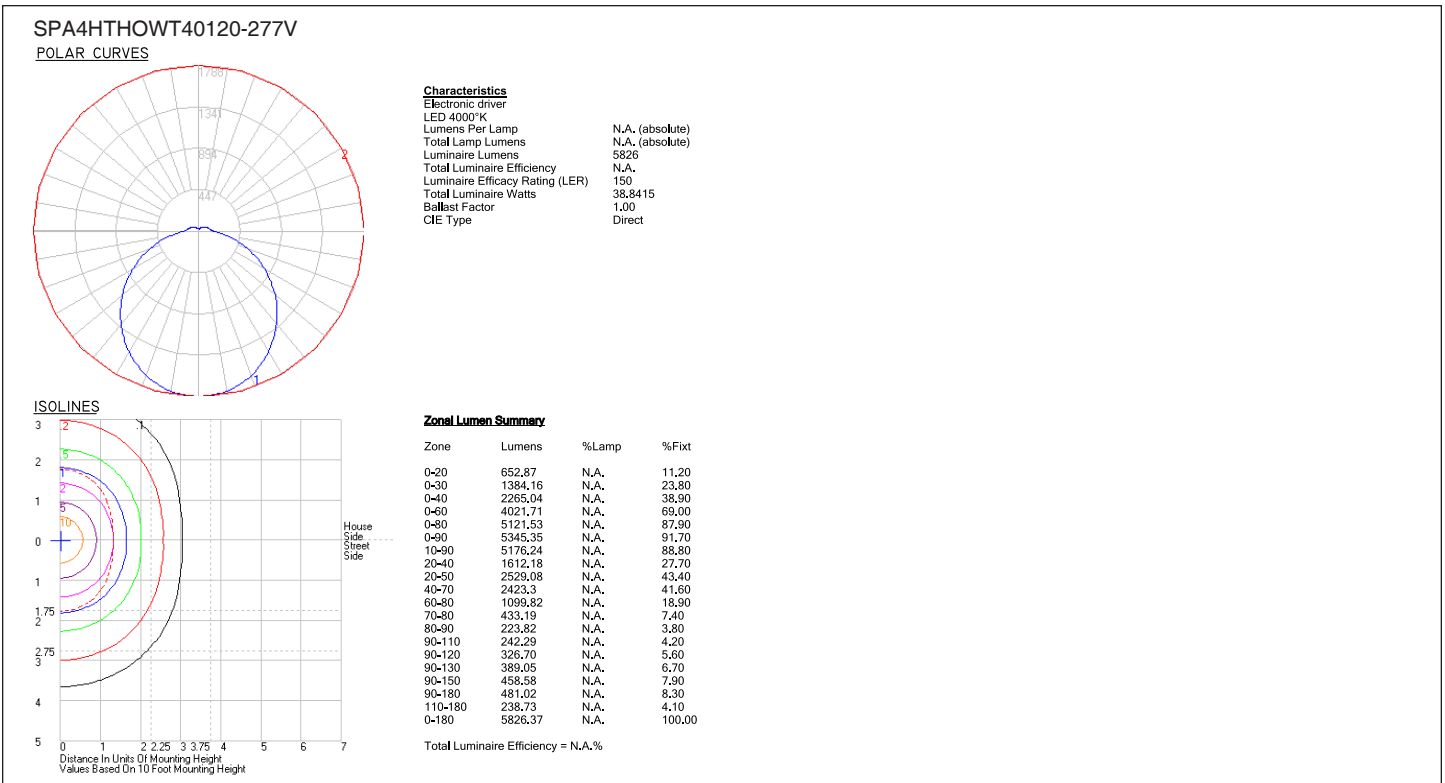 SPA4HTHOWT40120-277V
POLAR CURVES
1788
1341
894
447
2
1
Characteristics
Electronic driver
LED 4000°K
Lumens Per Lamp N.A. (absolute)
Total Lamp Lumens N.A. (absolute)
Luminaire Lumens 5826
Total Luminaire Efficiency N.A.
Luminaire Efficacy Rating (LER) 150
Total Luminaire Watts 38.8415
Ballast Factor 1.00
CIE Type Direct
ISOLINES
3
2
1
0
1
1.75
2
2.75
3
4
5
.2
.1
.5
1
2
5
10
House
Side
Street
Side
0 1 2 2.25 3 3.75 4 5 6 7
Distance In Units Of Mounting Height
Values Based On 10 Foot Mounting Height
Zonal Lumen Summary
Zone Lumens %Lamp %Fixt
0-20 652.87 N.A. 11.20
0-30 1384.16 N.A. 23.80
0-40 2265.04 N.A. 38.90
0-60 4021.71 N.A. 69.00
0-80 5121.53 N.A. 87.90
0-90 5345.35 N.A. 91.70
10-90 5176.24 N.A. 88.80
20-40 1612.18 N.A. 27.70
20-50 2529.08 N.A. 43.40
40-70 2423.3 N.A. 41.60
60-80 1099.82 N.A. 18.90
70-80 433.19 N.A. 7.40
80-90 223.82 N.A. 3.80
90-110 242.29 N.A. 4.20
90-120 326.70 N.A. 5.60
90-130 389.05 N.A. 6.70
90-150 458.58 N.A. 7.90
90-180 481.02 N.A. 8.30
110-180 238.73 N.A. 4.10
0-180 5826.37 N.A. 100.00
Total Luminaire Efficiency = N.A.%